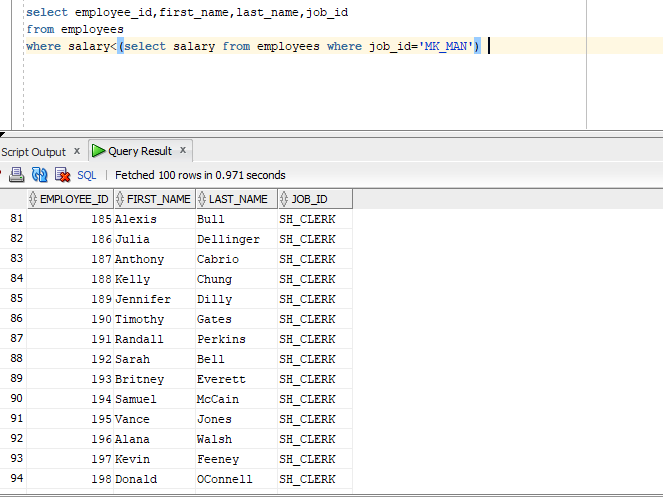 select employee_id,first_name,last_name,job_id
from employees
where salary<(select salary from employees where job_id='MK_MAN')
Script Output x Query Result x
SQL | Fetched 100 rows in 0.971 seconds
EMPLOYEE_ID FIRST_NAME LAST_NAME JOB_ID
81 185 Alexis Bull SH_CLERK
82 186 Julia Dellinger SH_CLERK
83 187 Anthony Cabrio SH_CLERK
84 188 Kelly Chung SH_CLERK
85 189 Jennifer Dilly SH_CLERK
86 190 Timothy Gates SH_CLERK
87 191 Randall Perkins SH_CLERK
88 192 Sarah Bell SH_CLERK
89 193 Britney Everett SH_CLERK
90 194 Samuel McCain SH_CLERK
91 195 Vance Jones SH_CLERK
92 196 Alana Walsh SH_CLERK
93 197 Kevin Feeney SH_CLERK
94 198 Donald OConnell SH_CLERK